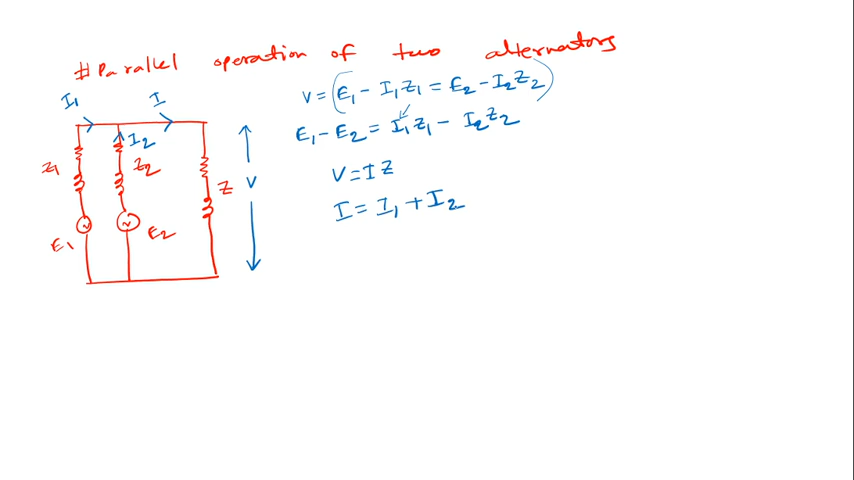 #Parallel operation of two alternators
V = (E₁ - I₁Z₁ = E₂ - I₂Z₂)
E₁ - E₂ = I₁Z₁ - I₂Z₂
V = IZ
I = I₁ + I₂
I₁
I
I₂
Z₁
Z₂
Z
V
E₁
E₂